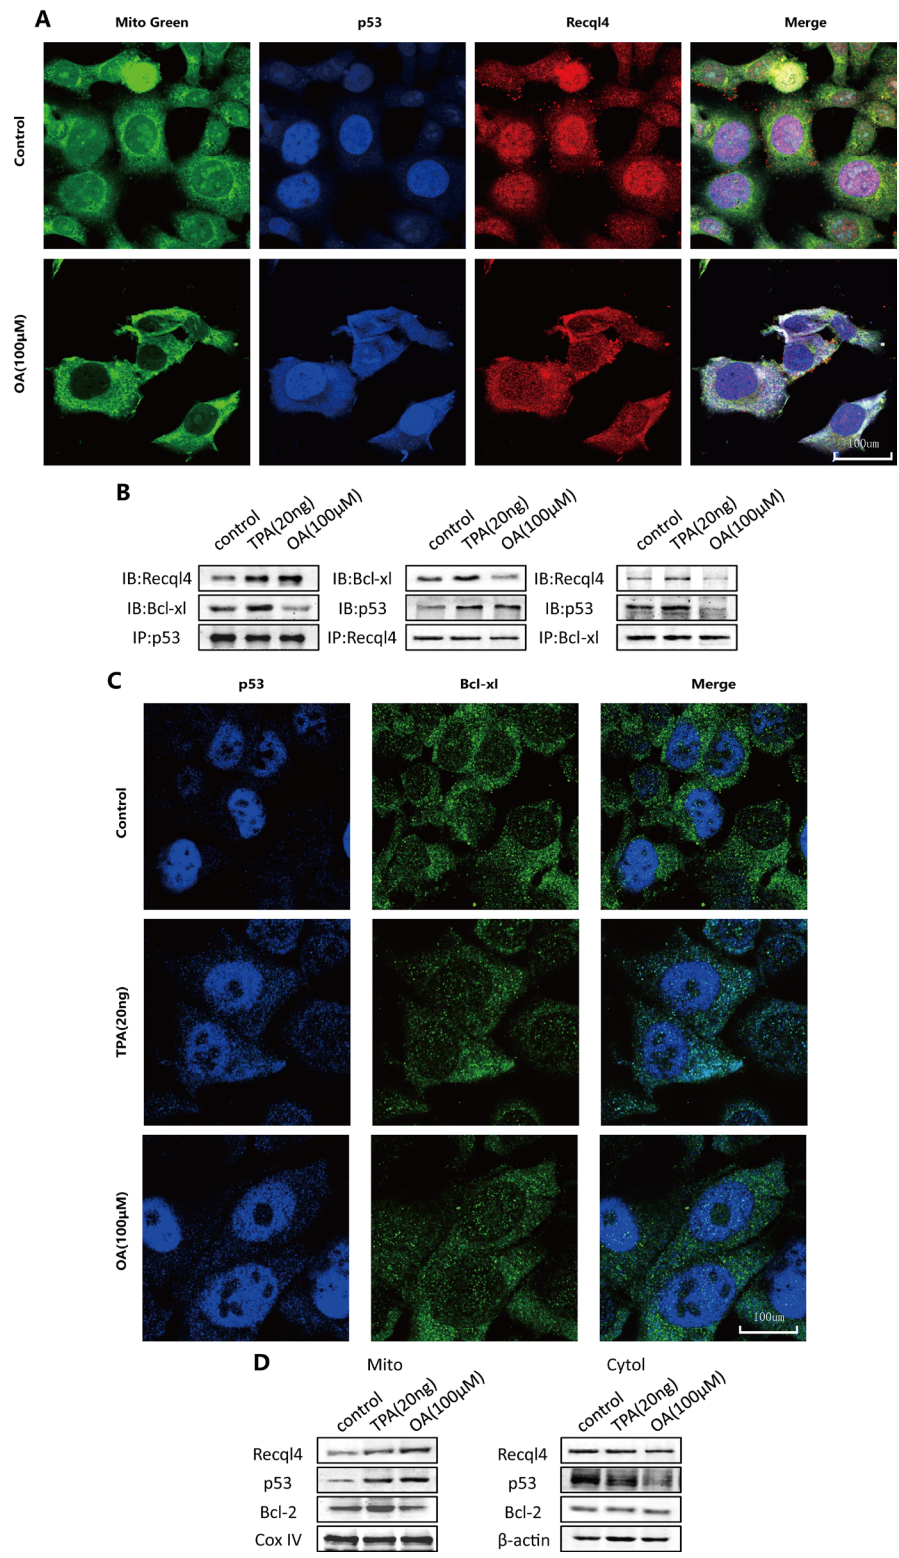 A
Mito Green p53 Recql4 Merge
Control
OA(100μM)
100um
B
control TPA(20ng) OA(100μM) control TPA(20ng) OA(100μM) control TPA(20ng) OA(100μM)
IB:Recql4 IB:Bcl-xl IB:Recql4
IB:Bcl-xl IB:p53 IB:p53
IP:p53 IP:Recql4 IP:Bcl-xl
C
p53 Bcl-xl Merge
Control
TPA(20ng)
OA(100μM)
100um
D
Mito Cytol
control TPA(20ng) OA(100μM) control TPA(20ng) OA(100μM)
Recql4 Recql4
p53 p53
Bcl-2 Bcl-2
Cox IV β-actin